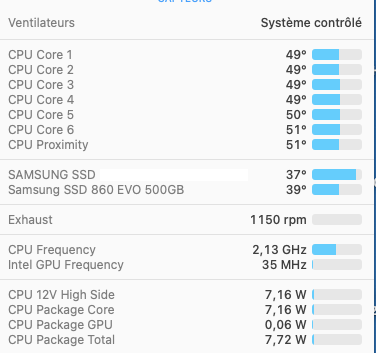 CAPTEURS
Ventilateurs Système contrôlé
CPU Core 1 49°
CPU Core 2 49°
CPU Core 3 49°
CPU Core 4 49°
CPU Core 5 50°
CPU Core 6 51°
CPU Proximity 51°
SAMSUNG SSD 37°
Samsung SSD 860 EVO 500GB 39°
Exhaust 1150 rpm
CPU Frequency 2,13 GHz
Intel GPU Frequency 35 MHz
CPU 12V High Side 7,16 W
CPU Package Core 7,16 W
CPU Package GPU 0,06 W
CPU Package Total 7,72 W